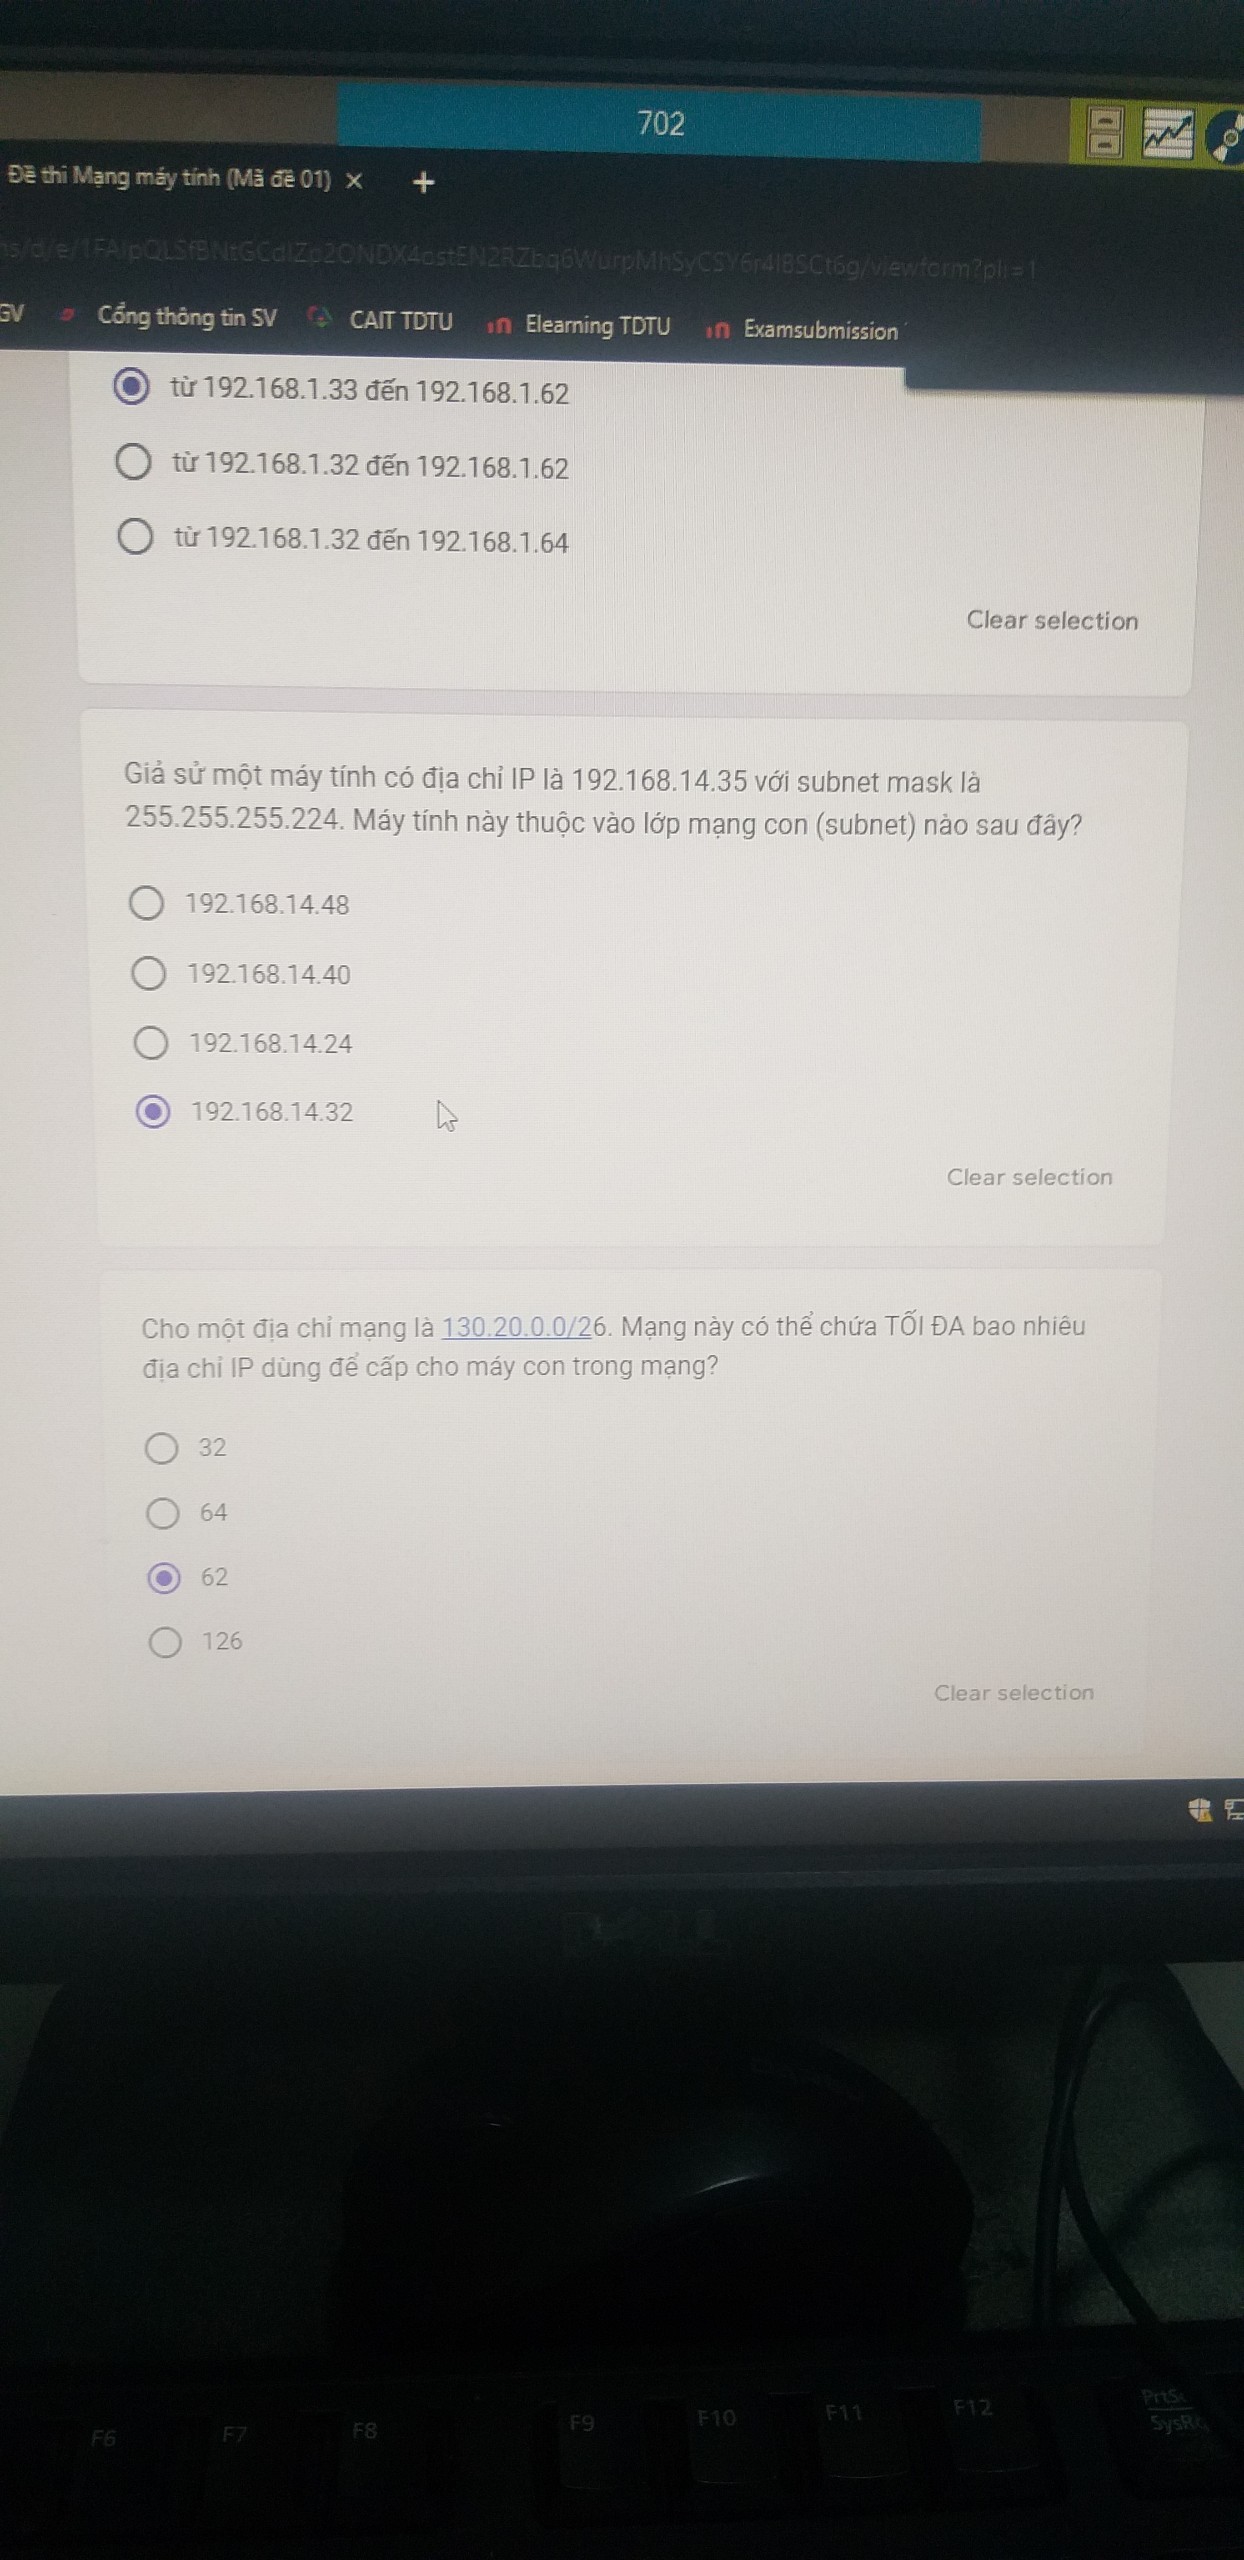 702
Đề thi Mạng máy tính (Mã đề 01) × +
GV Cổng thông tin SV CAIT TDTU Elearning TDTU Examsubmission
từ 192.168.1.33 đến 192.168.1.62
từ 192.168.1.32 đến 192.168.1.62
từ 192.168.1.32 đến 192.168.1.64
Clear selection
Giả sử một máy tính có địa chỉ IP là 192.168.14.35 với subnet mask là
255.255.255.224. Máy tính này thuộc vào lớp mạng con (subnet) nào sau đây?
192.168.14.48
192.168.14.40
192.168.14.24
192.168.14.32
Clear selection
Cho một địa chỉ mạng là 130.20.0.0/26. Mạng này có thể chứa TỐI ĐA bao nhiêu
địa chỉ IP dùng để cấp cho máy con trong mạng?
32
64
62
126
Clear selection
F6 F7 F8 F9 F10 F11 F12